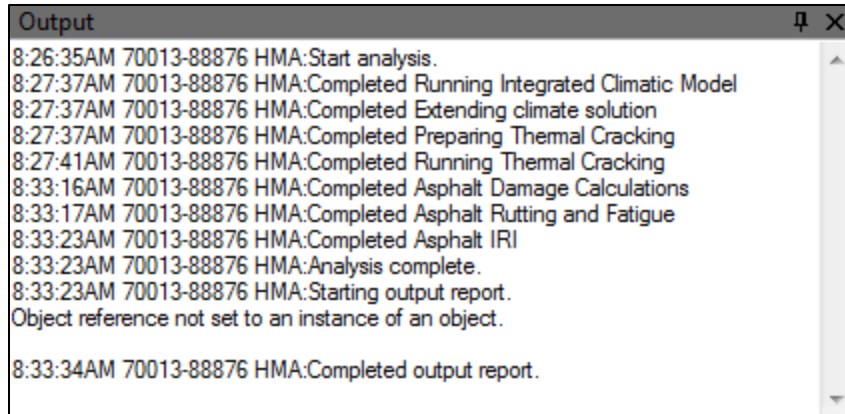 Output
8:26:35AM 70013-88876 HMA:Start analysis.
8:27:37AM 70013-88876 HMA:Completed Running Integrated Climatic Model
8:27:37AM 70013-88876 HMA:Completed Extending climate solution
8:27:37AM 70013-88876 HMA:Completed Preparing Thermal Cracking
8:27:41AM 70013-88876 HMA:Completed Running Thermal Cracking
8:33:16AM 70013-88876 HMA:Completed Asphalt Damage Calculations
8:33:17AM 70013-88876 HMA:Completed Asphalt Rutting and Fatigue
8:33:23AM 70013-88876 HMA:Completed Asphalt IRI
8:33:23AM 70013-88876 HMA:Analysis complete.
8:33:23AM 70013-88876 HMA:Starting output report.
Object reference not set to an instance of an object.
8:33:34AM 70013-88876 HMA:Completed output report.